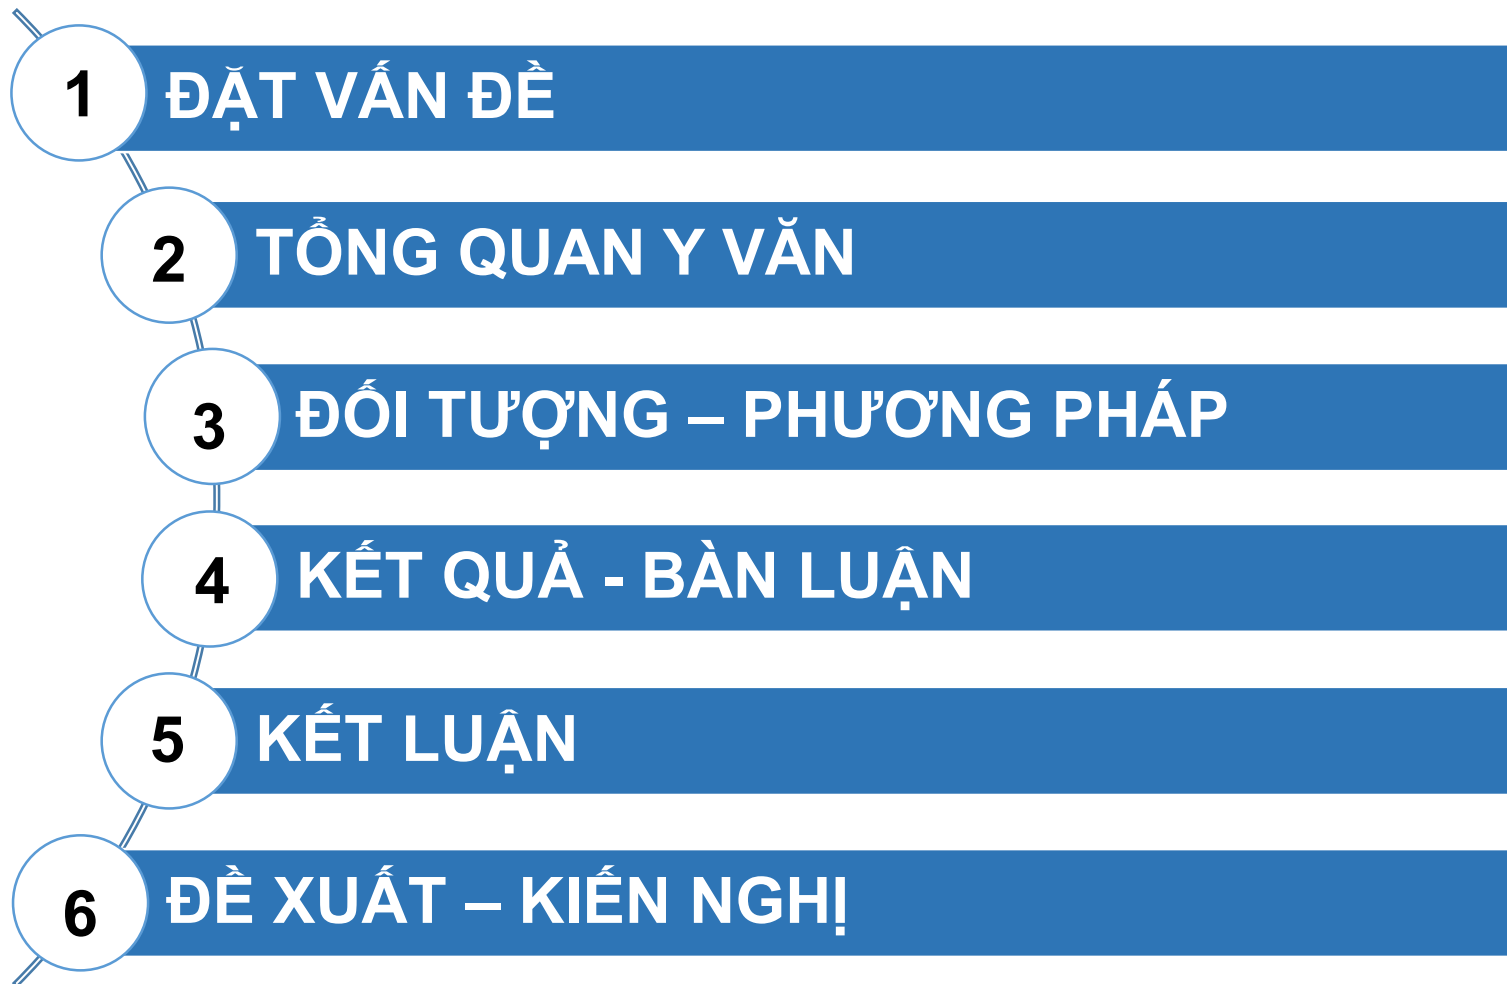 1 ĐẶT VẤN ĐỀ
2 TỔNG QUAN Y VĂN
3 ĐỐI TƯỢNG – PHƯƠNG PHÁP
4 KẾT QUẢ - BÀN LUẬN
5 KẾT LUẬN
6 ĐỀ XUẤT – KIẾN NGHỊ